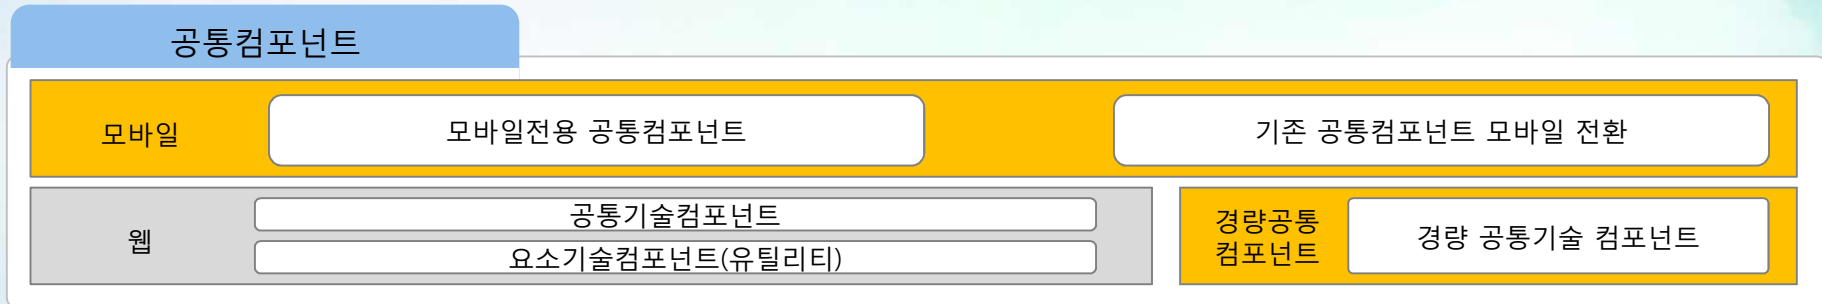 공통컴포넌트
모바일
모바일전용 공통컴포넌트
기존 공통컴포넌트 모바일 전환
웹
공통기술컴포넌트
요소기술컴포넌트(유틸리티)
경량공통
컴포넌트
경량 공통기술 컴포넌트